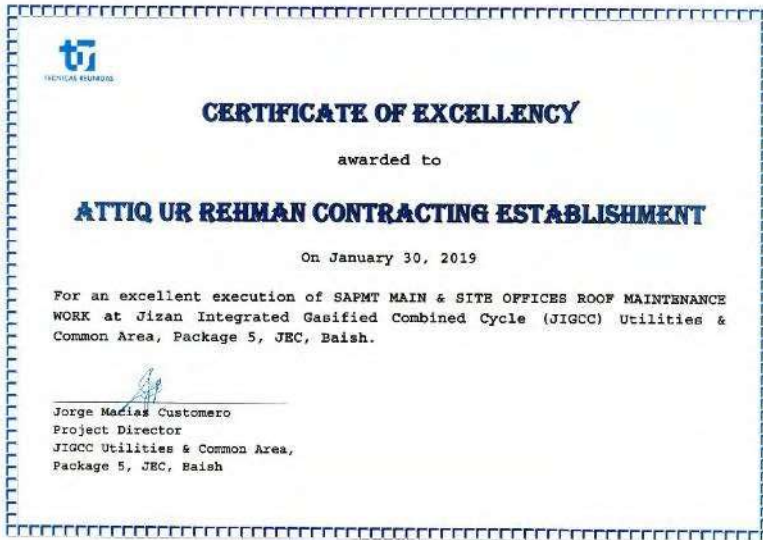 TECNICAS REUNIDAS
CERTIFICATE OF EXCELLENCY
awarded to
ATTIQ UR REHMAN CONTRACTING ESTABLISHMENT
On January 30, 2019
For an excellent execution of SAPMT MAIN & SITE OFFICES ROOF MAINTENANCE
WORK at Jizan Integrated Gasified Combined Cycle (JIGCC) Utilities &
Common Area, Package 5, JEC, Baish.
Jorge Macias Customero
Project Director
JIGCC Utilities & Common Area,
Package 5, JEC, Baish